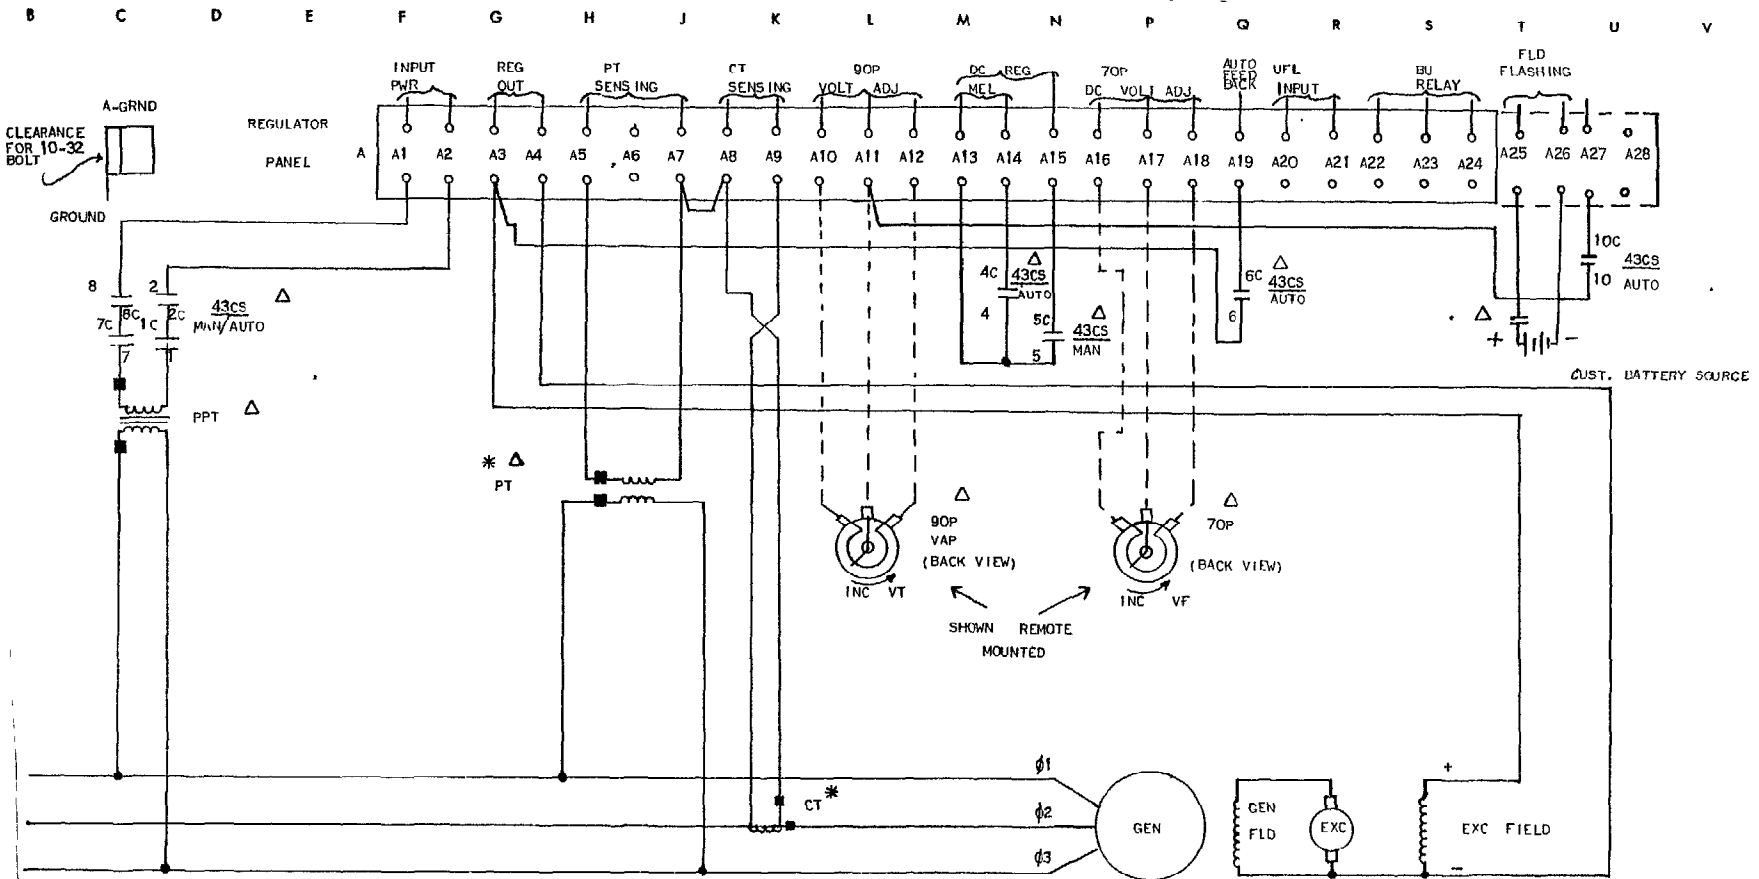 B C D E F G H J K L M N P Q R S T U V
INPUT PWR
REG OUT
PT SENSING
CT SENSING
90P VOLT ADJ
DC REG
MEL
70P
DC VOLT ADJ
AUTO FEED BACK
UFL INPUT
BU RELAY
FLD FLASHING
A-GRND
CLEARANCE
FOR 10-32
BOLT
REGULATOR
PANEL
GROUND
A A1 A2 A3 A4 A5 A6 A7 A8 A9 A10 A11 A12 A13 A14 A15 A16 A17 A18 A19 A20 A21 A22 A23 A24 A25 A26 A27 A28
8 2
8C 2C
7C 1C
7 1
43CS
MAN/AUTO
Δ
PPT Δ
* Δ
PT
4C Δ
43CS
AUTO
4
5C Δ
43CS
MAN
5
6C Δ
43CS
AUTO
6
10C
43CS
10 AUTO
Δ
+ -
CUST. BATTERY SOURCE
Δ
90P
VAP
(BACK VIEW)
INC VT
Δ
70P
(BACK VIEW)
INC VF
SHOWN REMOTE
MOUNTED
CT *
φ1
φ2
φ3
GEN
GEN
FLD
EXC
+
EXC FIELD
-